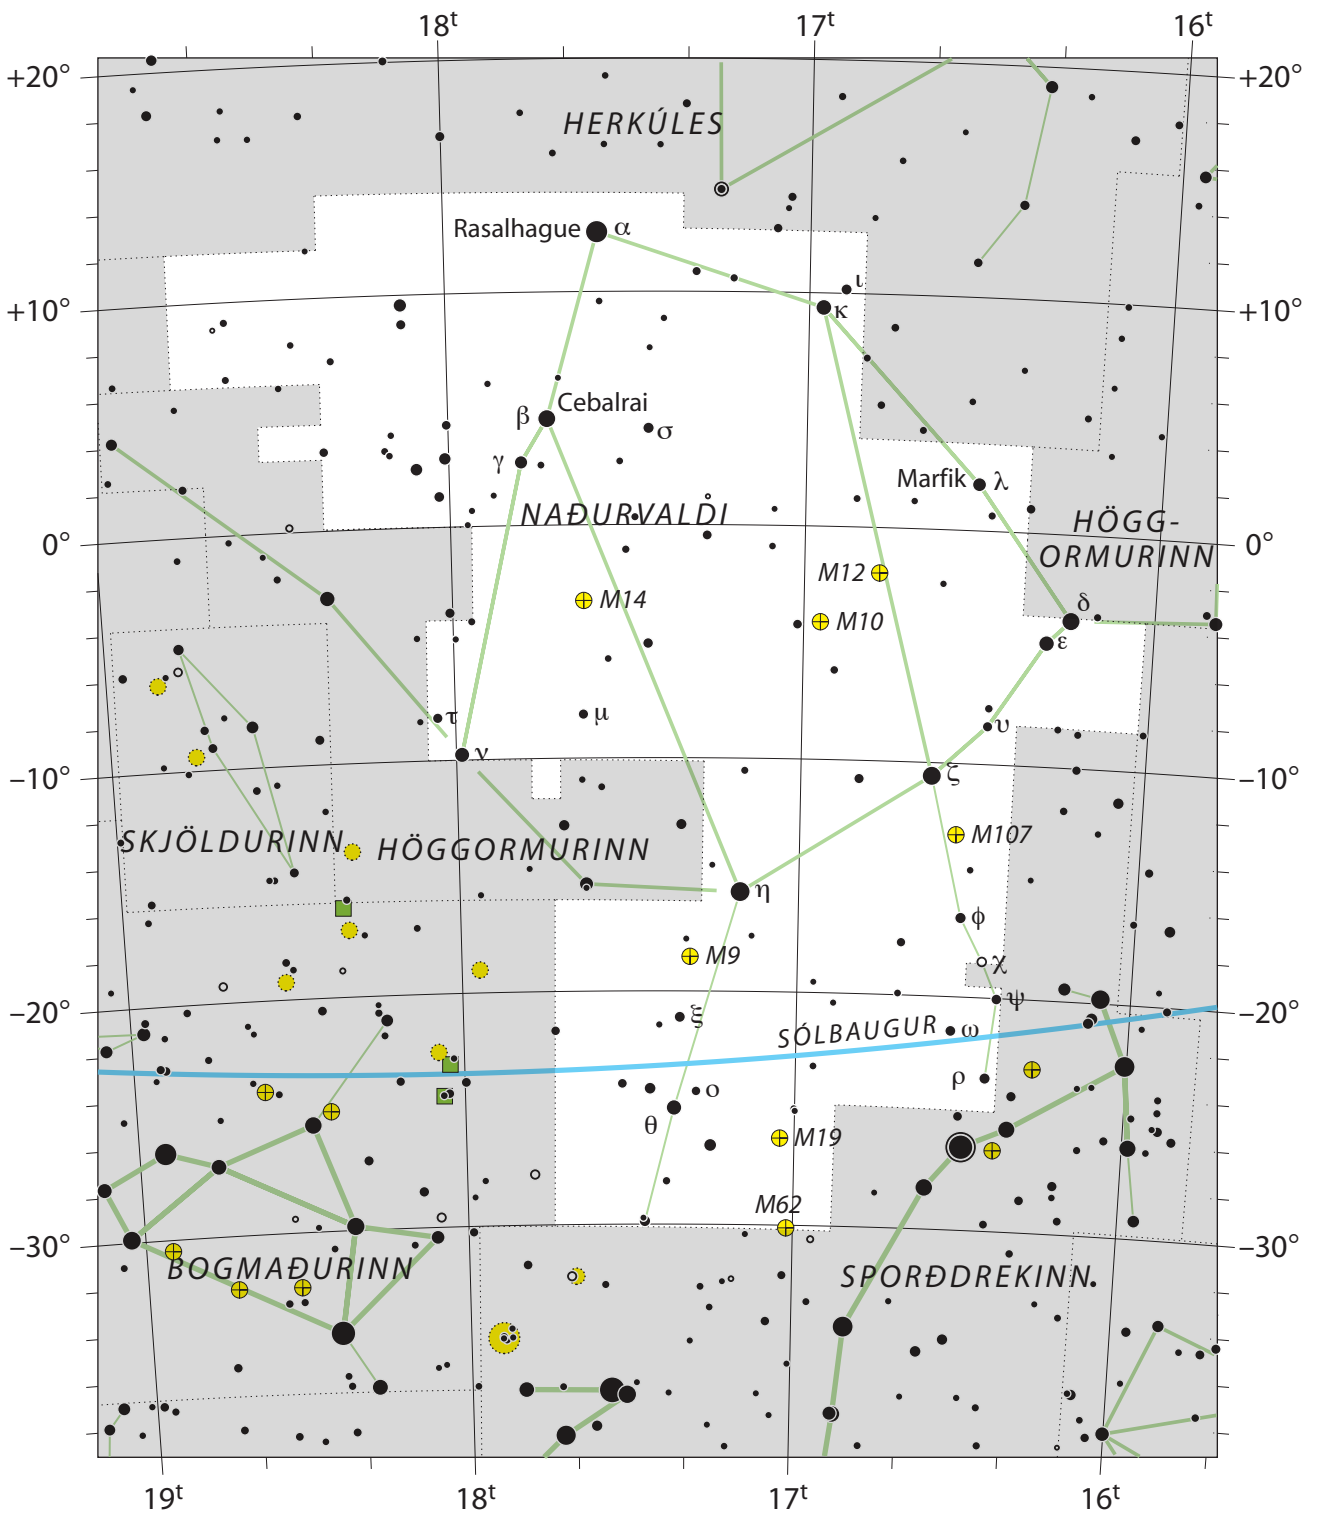 18ᵗ 17ᵗ 16ᵗ
+20° +20°
HERKÚLES
Rasalhague α
ι
+10° κ +10°
β Cebalrai
σ
γ
Marfik λ
NAÐURVALDI
HÖGG-
0° 0°
ORMURINN
M12
M14
δ
M10
ε
τ μ
υ
ν
−10° ζ −10°
SKJÖLDURINN HÖGGORMURINN
M107
η
φ
M9
χ
ψ
−20° −20°
ξ
SÓLBAUGUR ω
ρ
ο
θ
M19
M62
−30° −30°
BOGMAÐURINN SPORÐDREKINN
19ᵗ 18ᵗ 17ᵗ 16ᵗ